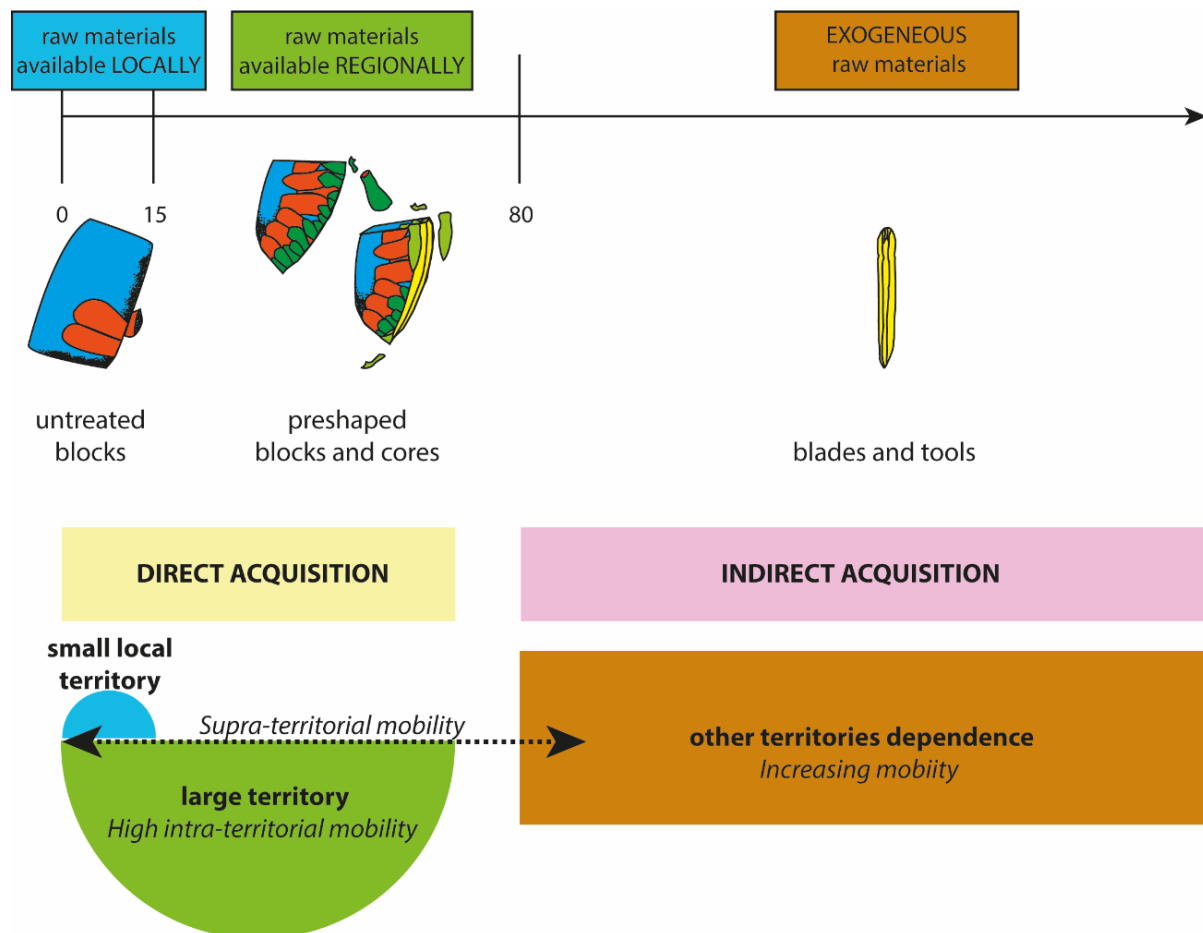 raw materials
available LOCALLY
raw materials
available REGIONALLY
EXOGENEOUS
raw materials
0
15
80
untreated
blocks
preshaped
blocks and cores
blades and tools
DIRECT ACQUISITION
INDIRECT ACQUISITION
small local
territory
Supra-territorial mobility
large territory
High intra-territorial mobility
other territories dependence
Increasing mobiity